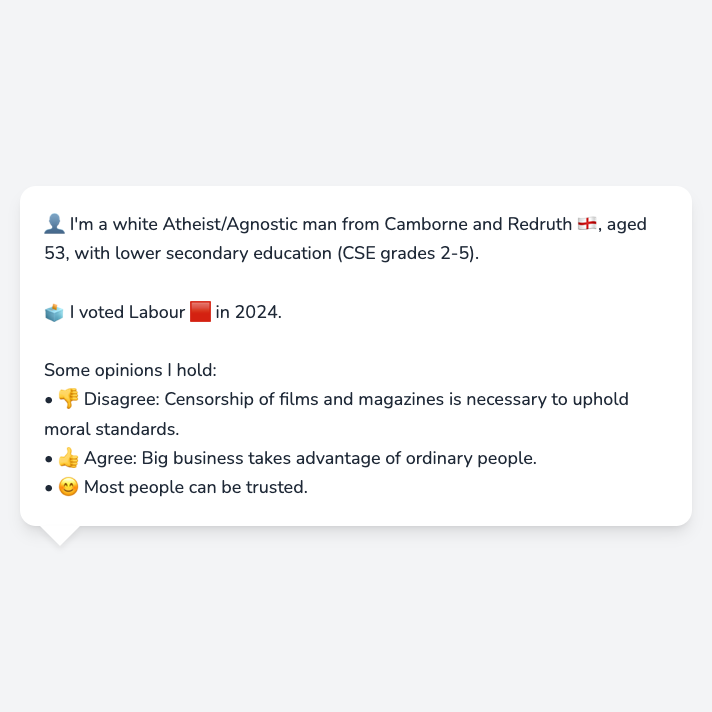 👤 I'm a white Atheist/Agnostic man from Camborne and Redruth 🏴󠁧󠁢󠁥󠁮󠁧󠁿, aged
53, with lower secondary education (CSE grades 2-5).
🗳️ I voted Labour 🟥 in 2024.
Some opinions I hold:
• 👎 Disagree: Censorship of films and magazines is necessary to uphold
moral standards.
• 👍 Agree: Big business takes advantage of ordinary people.
• 😊 Most people can be trusted.